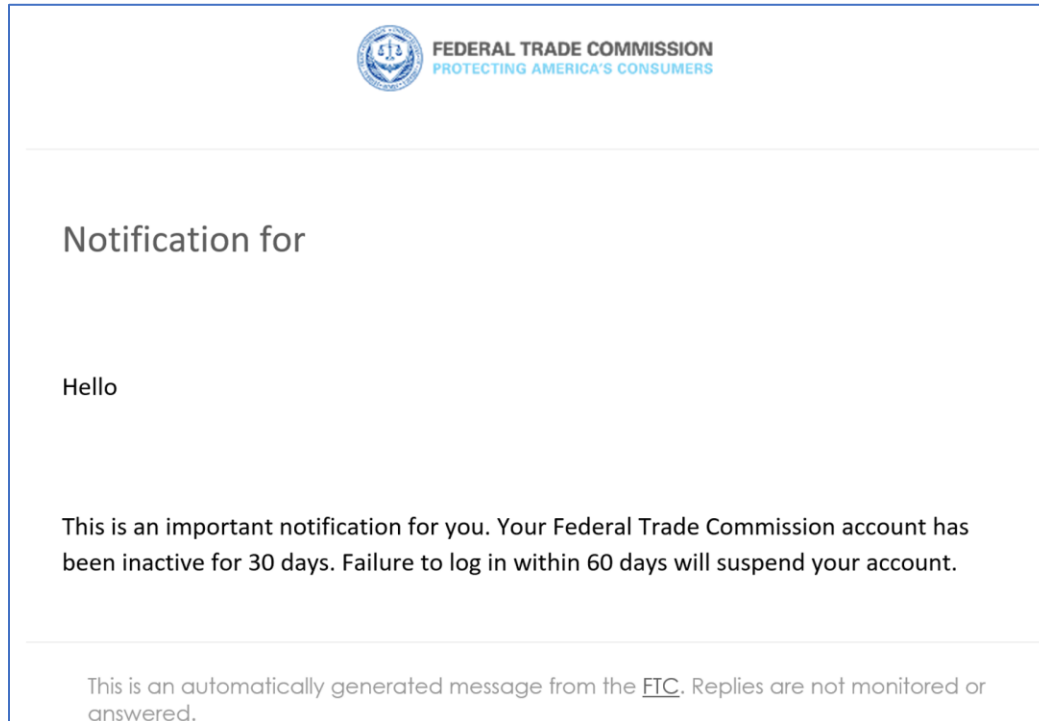 FEDERAL TRADE COMMISSION
PROTECTING AMERICA'S CONSUMERS
Notification for
Hello
This is an important notification for you. Your Federal Trade Commission account has
been inactive for 30 days. Failure to log in within 60 days will suspend your account.
This is an automatically generated message from the FTC. Replies are not monitored or
answered.